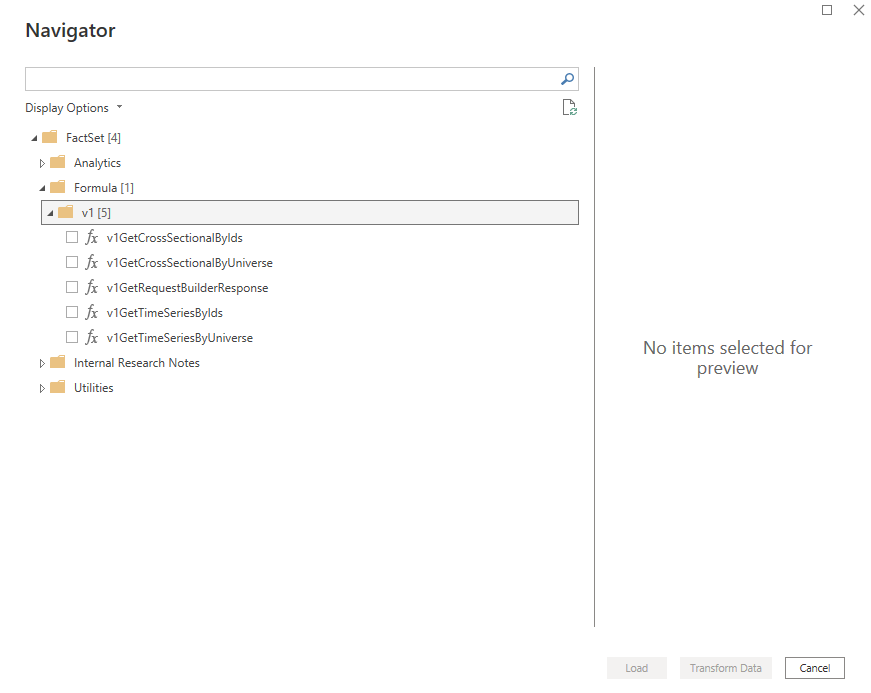 Navigator
Display Options
FactSet [4]
Analytics
Formula [1]
v1 [5]
fx v1GetCrossSectionalByIds
fx v1GetCrossSectionalByUniverse
fx v1GetRequestBuilderResponse
fx v1GetTimeSeriesByIds
fx v1GetTimeSeriesByUniverse
Internal Research Notes
Utilities
No items selected for
preview
Load
Transform Data
Cancel